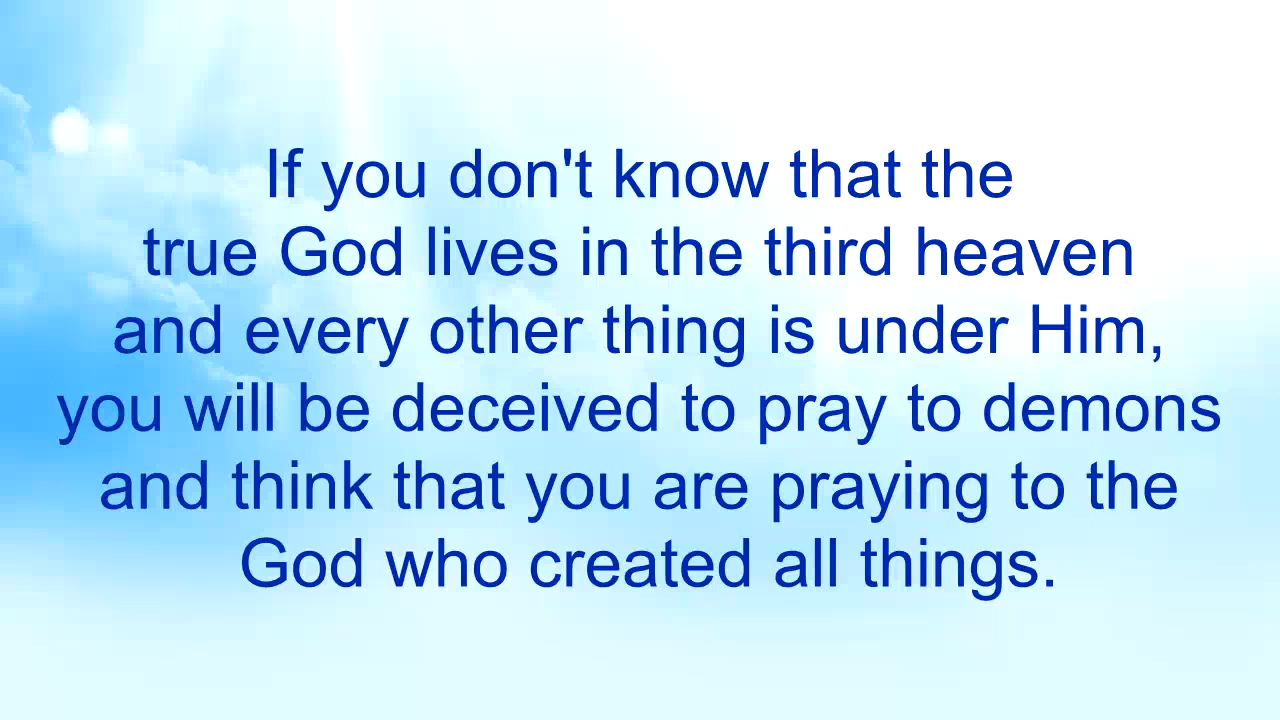 If you don't know that the
true God lives in the third heaven
and every other thing is under Him,
you will be deceived to pray to demons
and think that you are praying to the
God who created all things.